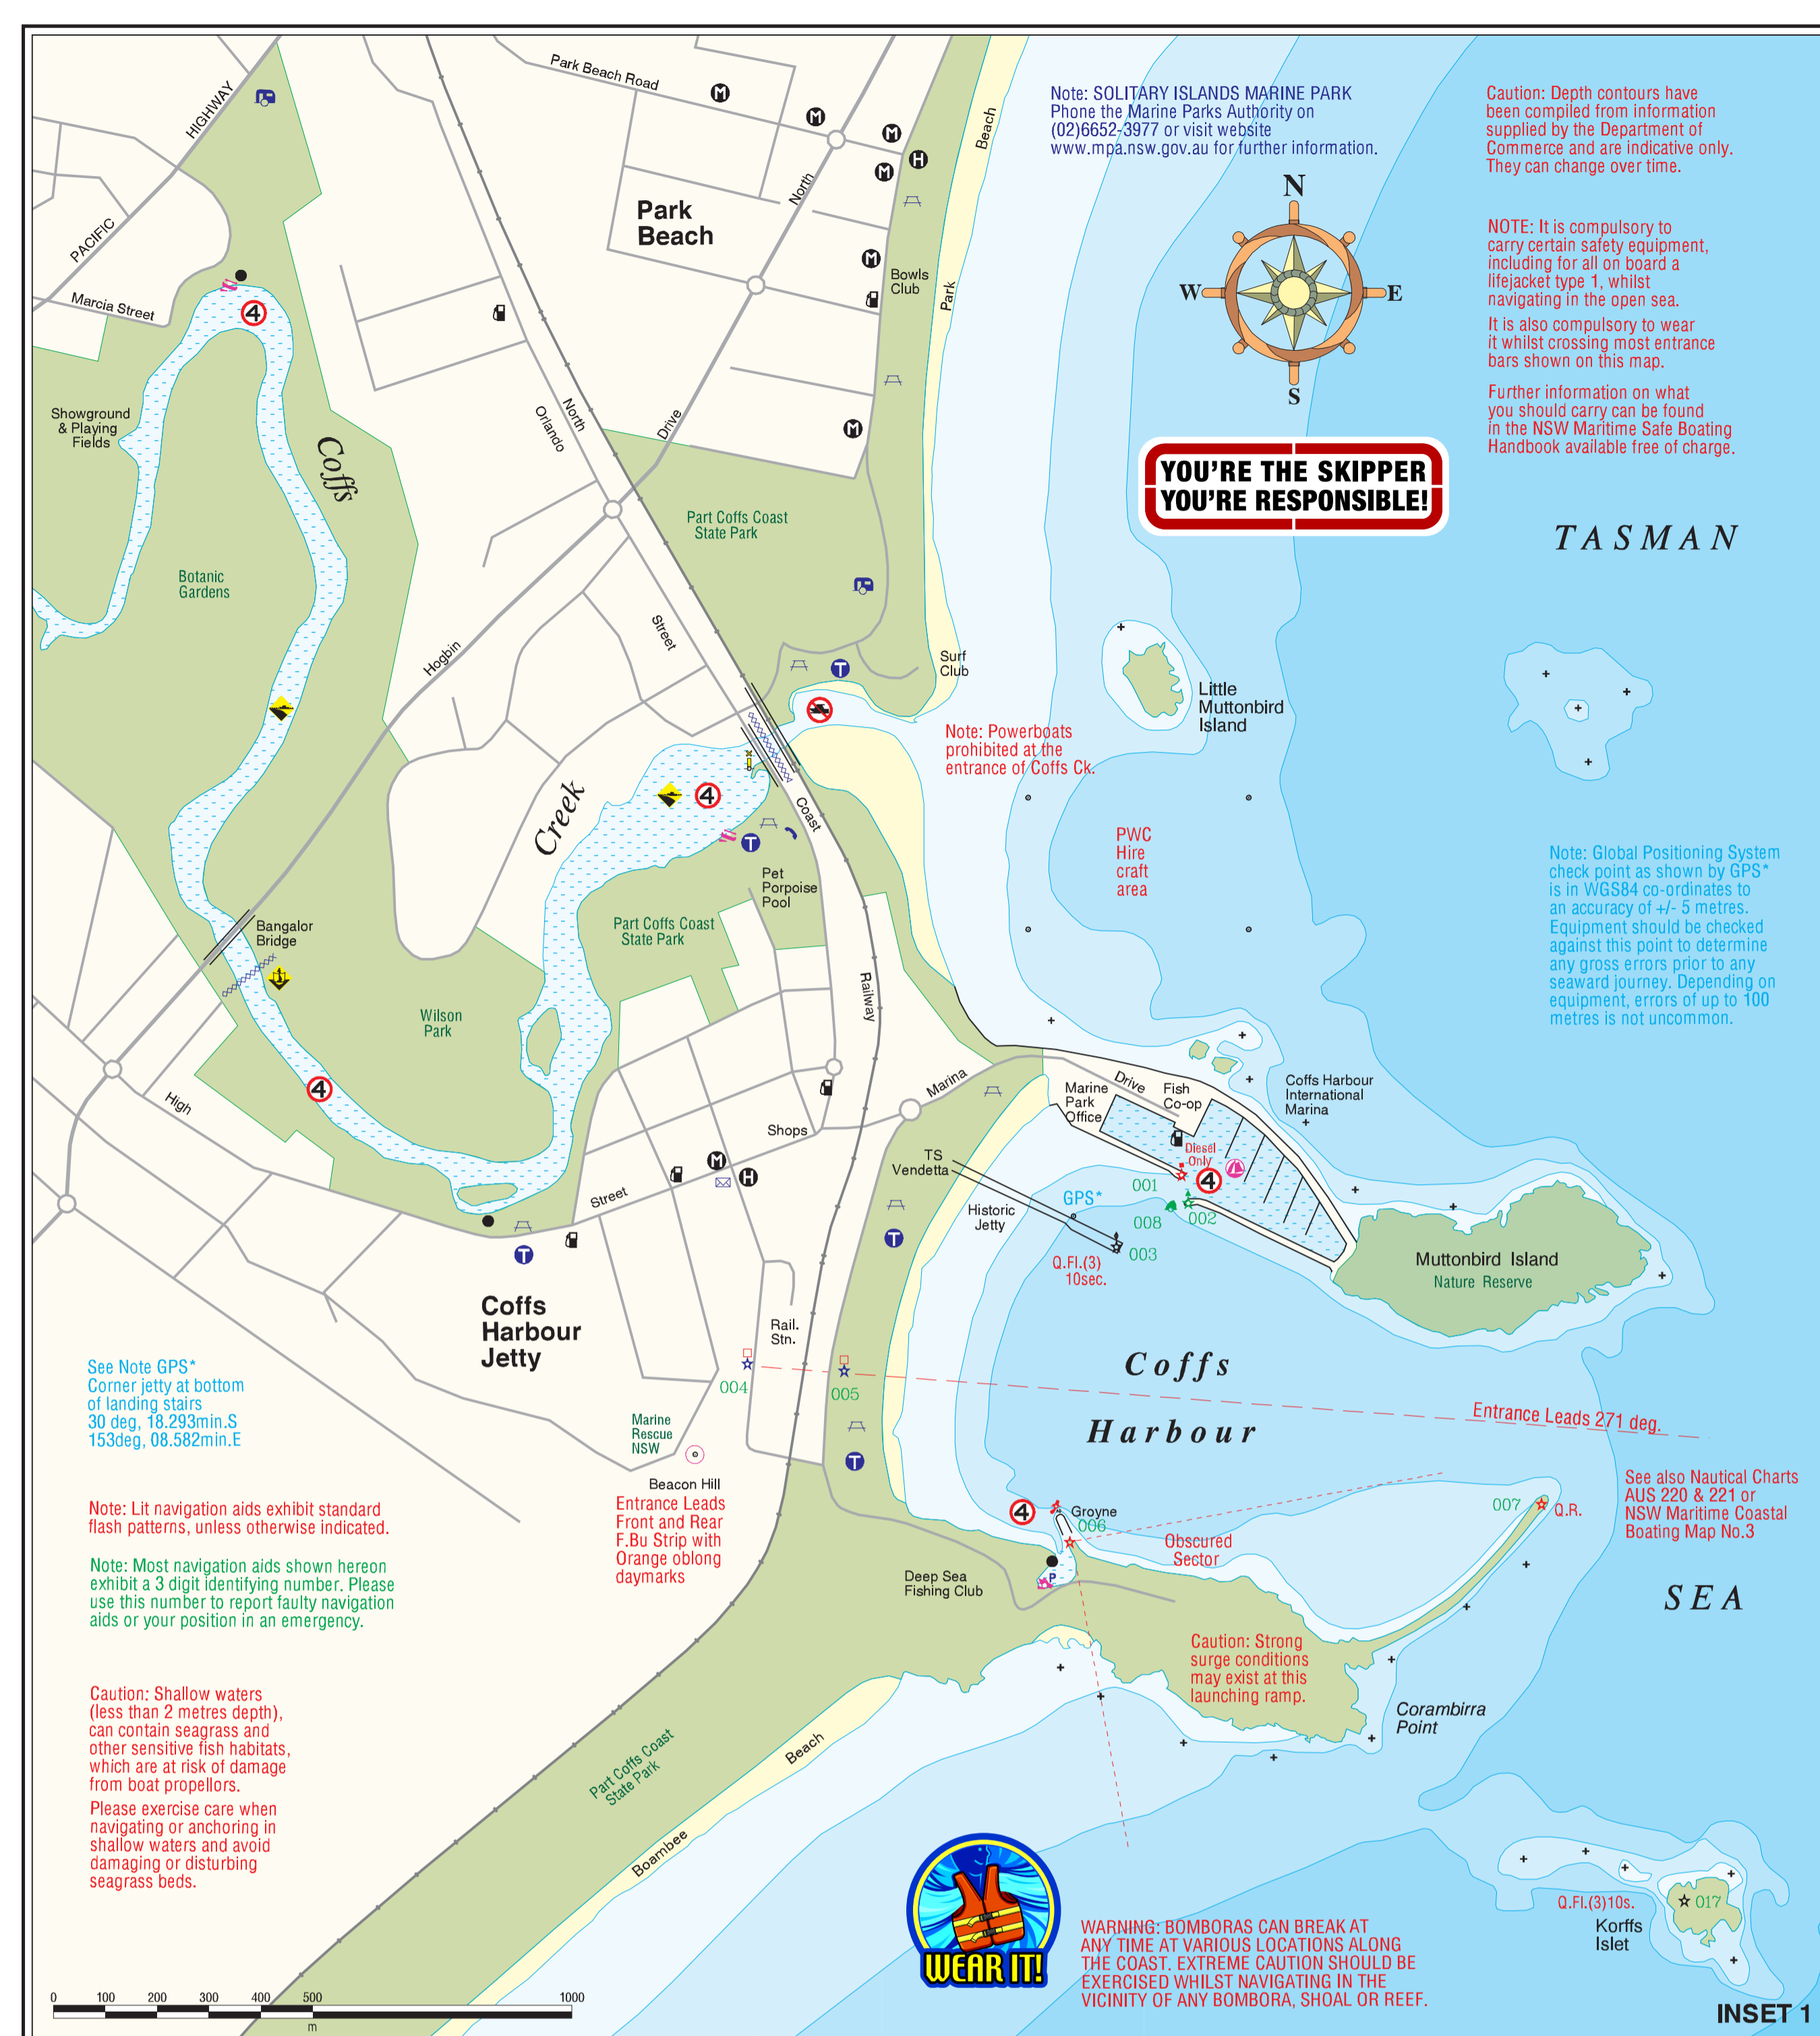 Note: SOLITARY ISLANDS MARINE PARK
Phone the Marine Parks Authority on
(02)6652-3977 or visit website
www.mpa.nsw.gov.au for further information.
Caution: Depth contours have
been compiled from information
supplied by the Department of
Commerce and are indicative only.
They can change over time.
NOTE: It is compulsory to
carry certain safety equipment,
including for all on board a
lifejacket type 1, whilst
navigating in the open sea.
It is also compulsory to wear
it whilst crossing most entrance
bars shown on this map.
Further information on what
you should carry can be found
in the NSW Maritime Safe Boating
Handbook available free of charge.
N
W
E
S
YOU'RE THE SKIPPER
YOU'RE RESPONSIBLE!
TASMAN
Park Beach Road
HIGHWAY
PACIFIC
Marcia Street
M
M
M
M
H
M
M
North
Park
Beach
Beach
Park
Bowls
Club
4
Showground
& Playing
Fields
Coffs
North
Orlando
Drive
Part Coffs Coast
State Park
Botanic
Gardens
Street
Hogbin
T
Surf
Club
Little
Muttonbird
Island
Note: Powerboats
prohibited at the
entrance of Coffs Ck.
4
Creek
Coast
T
PWC
Hire
craft
area
Pet
Porpoise
Pool
Note: Global Positioning System
check point as shown by GPS*
is in WGS84 co-ordinates to
an accuracy of +/- 5 metres.
Equipment should be checked
against this point to determine
any gross errors prior to any
seaward journey. Depending on
equipment, errors of up to 100
metres is not uncommon.
Bangalor
Bridge
Part Coffs Coast
State Park
Railway
Wilson
Park
4
High
Marina
Drive
Marine
Park
Office
Fish
Co-op
Coffs Harbour
International
Marina
Shops
Diesel
Only
4
TS
Vendetta
001
GPS*
002
008
003
Historic
Jetty
Q.Fl.(3)
10sec.
M
H
Street
T
T
Muttonbird Island
Nature Reserve
Coffs
Harbour
Jetty
Rail.
Stn.
004
005
Coffs
Harbour
Entrance Leads 271 deg.
See Note GPS*
Corner jetty at bottom
of landing stairs
30 deg, 18.293min.S
153deg, 08.582min.E
Marine
Rescue
NSW
Beacon Hill
T
Entrance Leads
Front and Rear
F.Bu Strip with
Orange oblong
daymarks
Note: Lit navigation aids exhibit standard
flash patterns, unless otherwise indicated.
Note: Most navigation aids shown hereon
exhibit a 3 digit identifying number. Please
use this number to report faulty navigation
aids or your position in an emergency.
4
Groyne
006
Obscured
Sector
007
Q.R.
See also Nautical Charts
AUS 220 & 221 or
NSW Maritime Coastal
Boating Map No.3
SEA
P
Deep Sea
Fishing Club
Caution: Strong
surge conditions
may exist at this
launching ramp.
Corambirra
Point
Caution: Shallow waters
(less than 2 metres depth),
can contain seagrass and
other sensitive fish habitats,
which are at risk of damage
from boat propellors.
Please exercise care when
navigating or anchoring in
shallow waters and avoid
damaging or disturbing
seagrass beds.
Part Coffs Coast
State Park
Beach
Boambee
WEAR IT!
WARNING: BOMBORAS CAN BREAK AT
ANY TIME AT VARIOUS LOCATIONS ALONG
THE COAST. EXTREME CAUTION SHOULD BE
EXERCISED WHILST NAVIGATING IN THE
VICINITY OF ANY BOMBORA, SHOAL OR REEF.
Q.Fl.(3)10s.
017
Korffs
Islet
0 100 200 300 400 500 1000
m
INSET 1